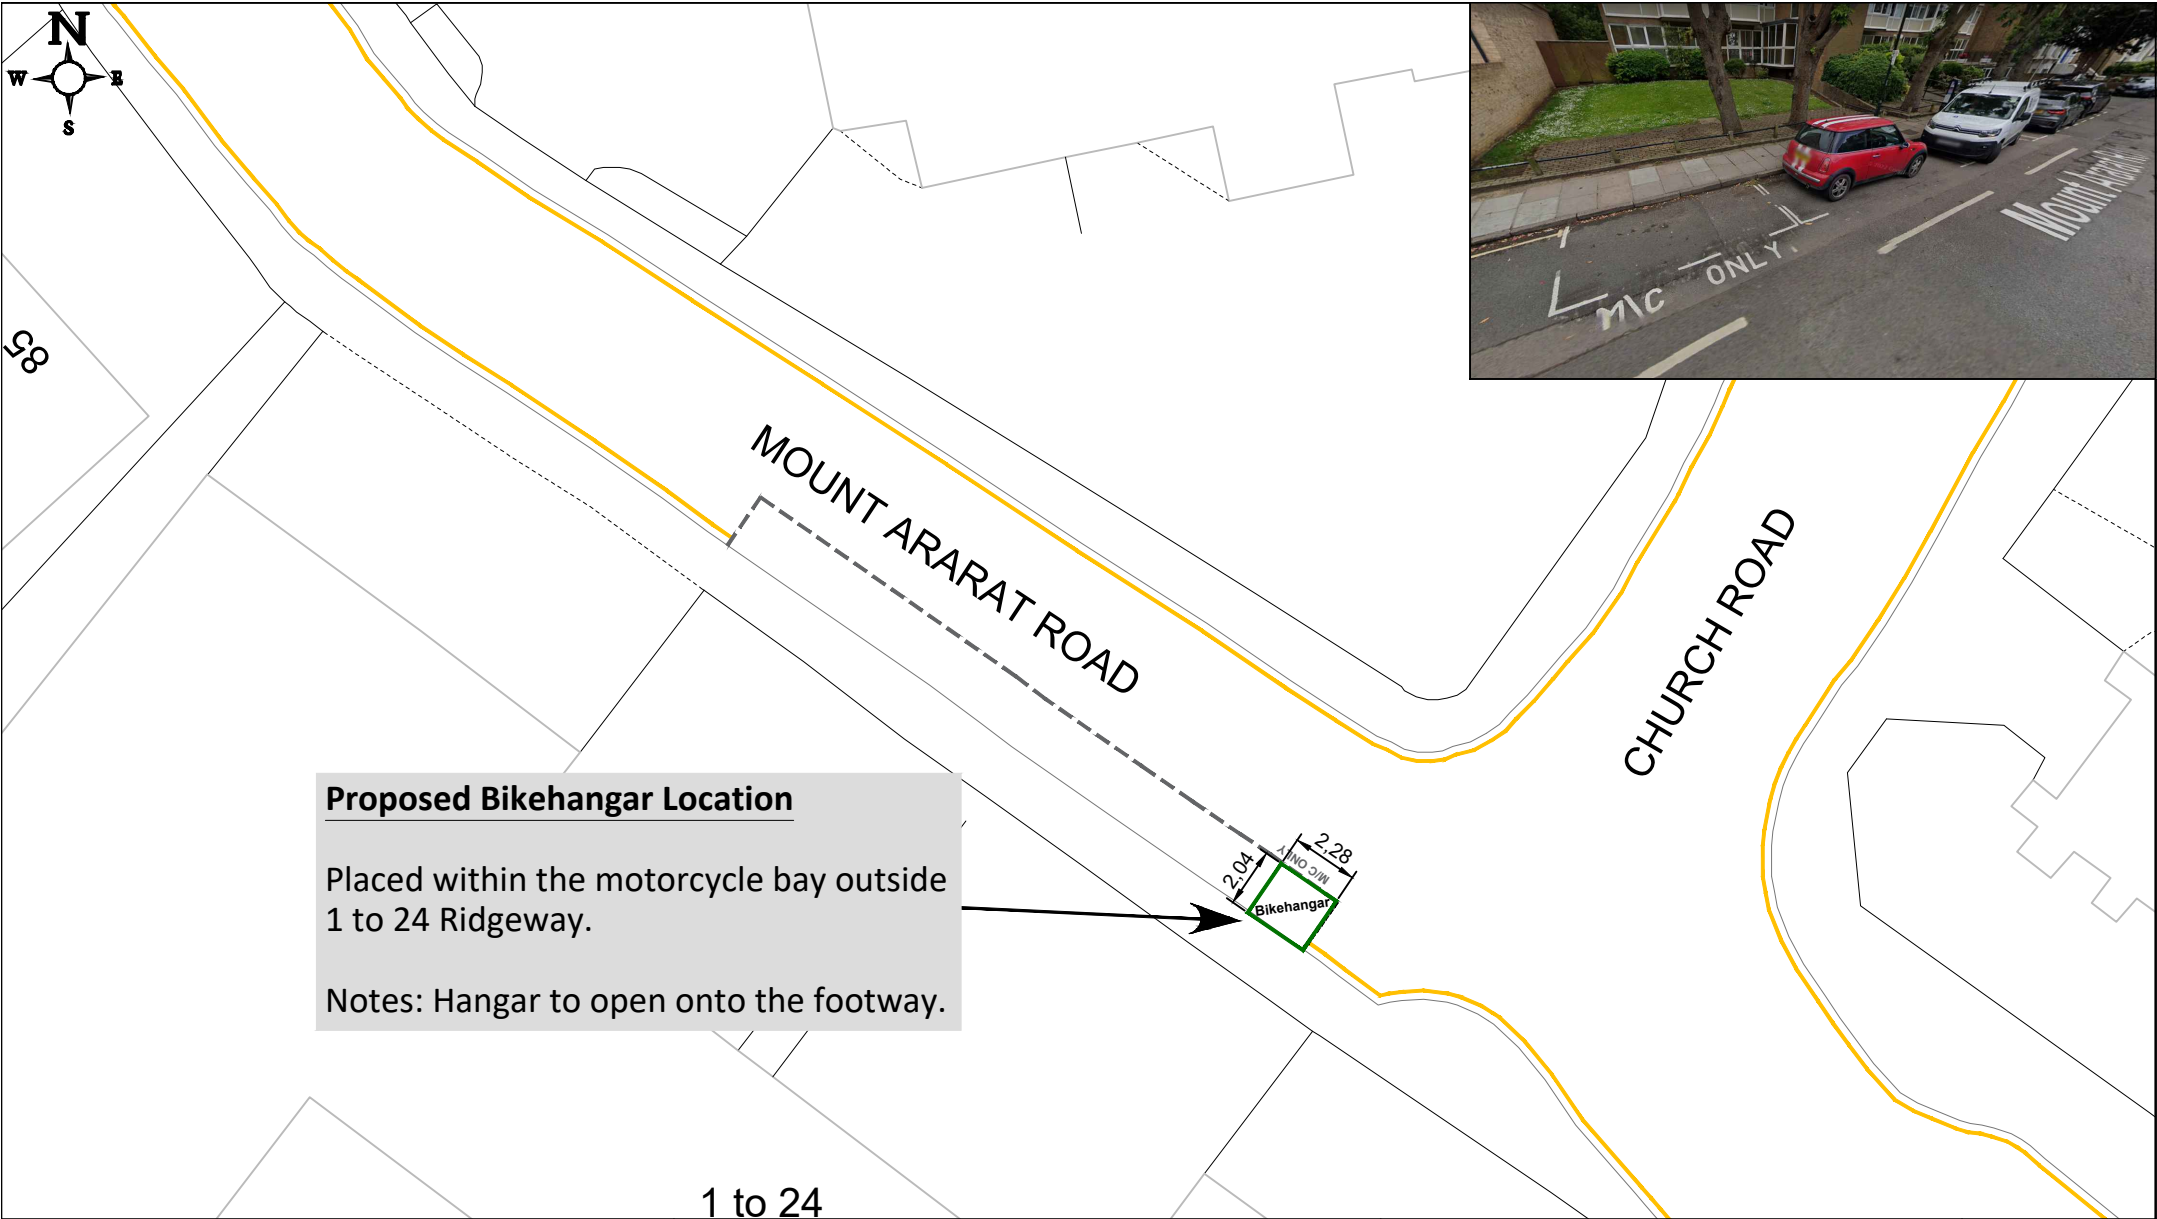 N
W E
S
85
M\C ONLY
MOUNT ARARAT ROAD
CHURCH ROAD
Proposed Bikehangar Location
Placed within the motorcycle bay outside
1 to 24 Ridgeway.
Notes: Hangar to open onto the footway.
2,04
2,28
M/C ONLY
Bikehangar
1 to 24